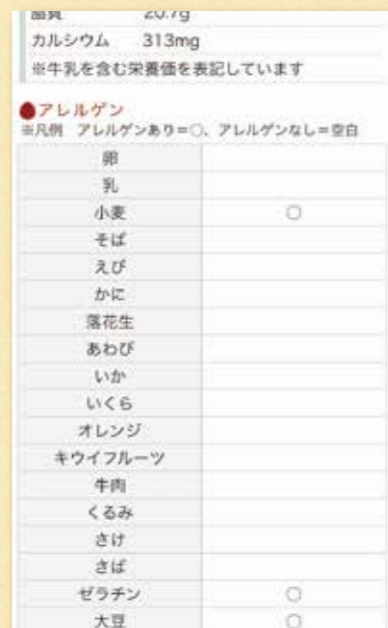 脂質 20.7g
カルシウム 313mg
※牛乳を含む栄養価を表記しています
●アレルゲン
※凡例 アレルゲンあり=〇、アレルゲンなし=空白
卵
乳
小麦 〇
そば
えび
かに
落花生
あわび
いか
いくら
オレンジ
キウイフルーツ
牛肉
くるみ
さけ
さば
ゼラチン 〇
大豆 〇